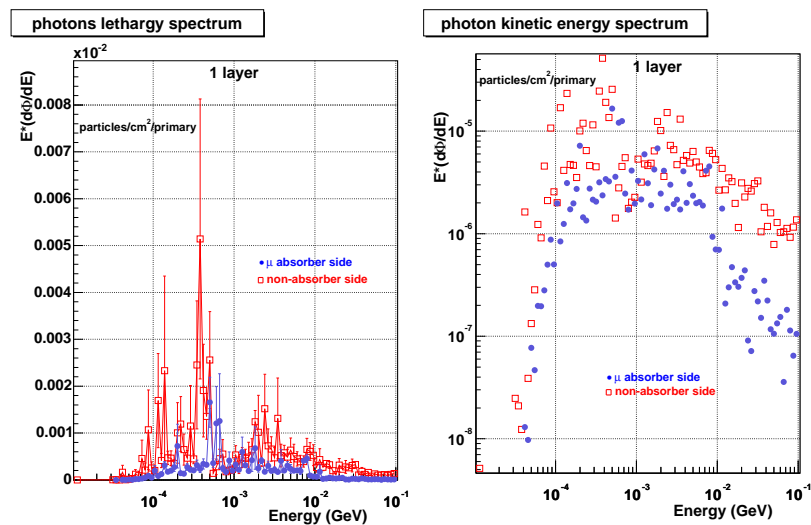 photons lethargy spectrum
×10⁻²
1 layer
E*(dΦ/dE)
particles/cm²/primary
0.008
0.007
0.006
0.005
0.004
0.003
0.002
0.001
0
μ absorber side
non-absorber side
10⁻⁴
10⁻³
10⁻²
10⁻¹
Energy (GeV)
photon kinetic energy spectrum
1 layer
E*(dΦ/dE)
particles/cm²/primary
10⁻⁵
10⁻⁶
10⁻⁷
10⁻⁸
μ absorber side
non-absorber side
10⁻⁴
10⁻³
10⁻²
10⁻¹
Energy (GeV)